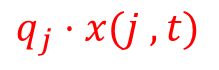 q_j · x(j , t)